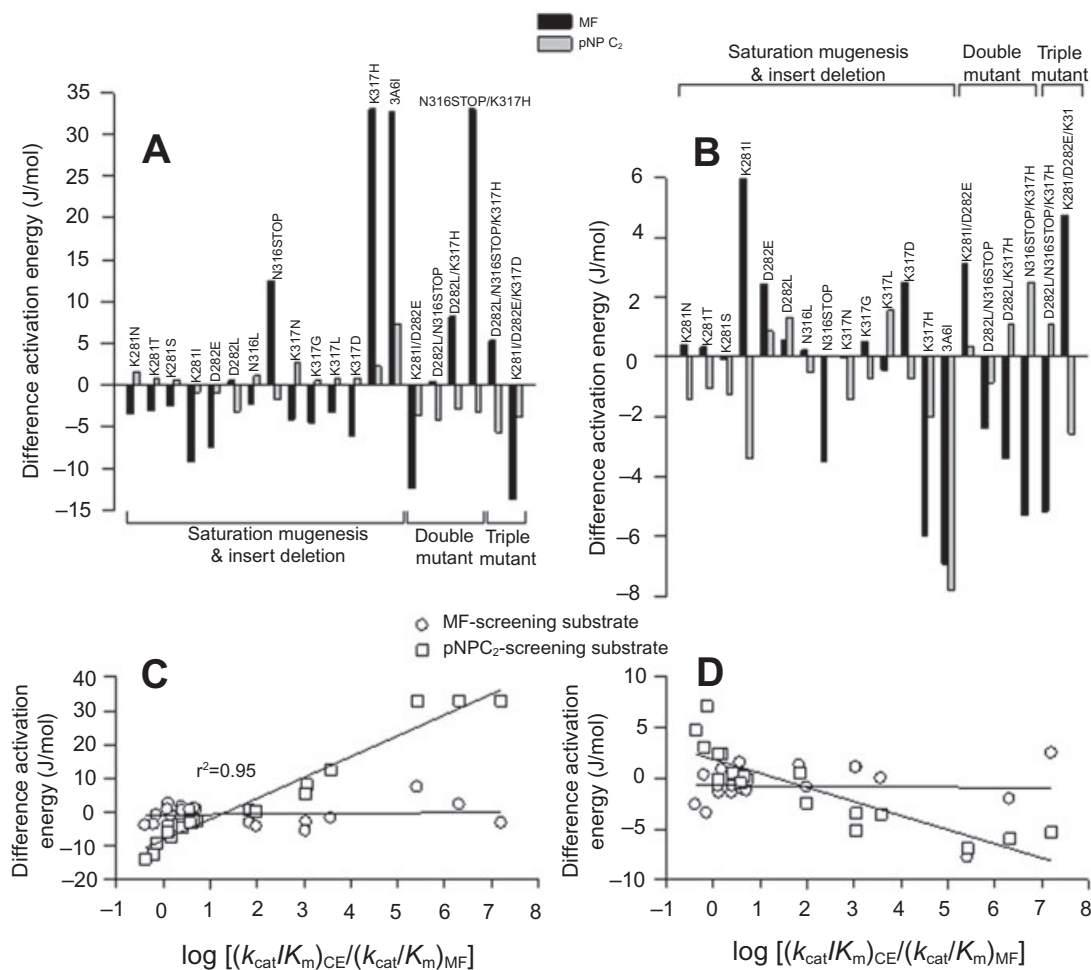 MF
pNP C₂
A
Difference activation energy (J/mol)
35
30
25
20
15
10
5
0
–5
–10
–15
K281N
K281T
K281S
K281I
D282E
D282L
N316L
N316STOP
K317N
K317G
K317L
K317D
K317H
3A6I
K281I/D282E
D282L/N316STOP
D282L/K317H
N316STOP/K317H
D282L/N316STOP/K317H
K281I/D282E/K317D
Saturation mugenesis
& insert deletion
Double
mutant
Triple
mutant
Saturation mugenesis
& insert deletion
Double
mutant
Triple
mutant
B
Difference activation energy (J/mol)
6
4
2
0
–2
–4
–6
–8
K281N
K281T
K281S
K281I
D282E
D282L
N316L
N316STOP
K317N
K317G
K317L
K317D
K317H
3A6I
K281I/D282E
D282L/N316STOP
D282L/K317H
N316STOP/K317H
D282L/N316STOP/K317H
K281/D282E/K31
MF-screening substrate
pNPC₂-screening substrate
C
Difference activation
energy (J/mol)
40
30
20
10
0
–10
–20
r²=0.95
–1 0 1 2 3 4 5 6 7 8
log [(kcat/Km)CE/(kcat/Km)MF]
D
Difference activation
energy (J/mol)
10
5
0
–5
–10
–1 0 1 2 3 4 5 6 7 8
log [(kcat/Km)CE/(kcat/Km)MF]